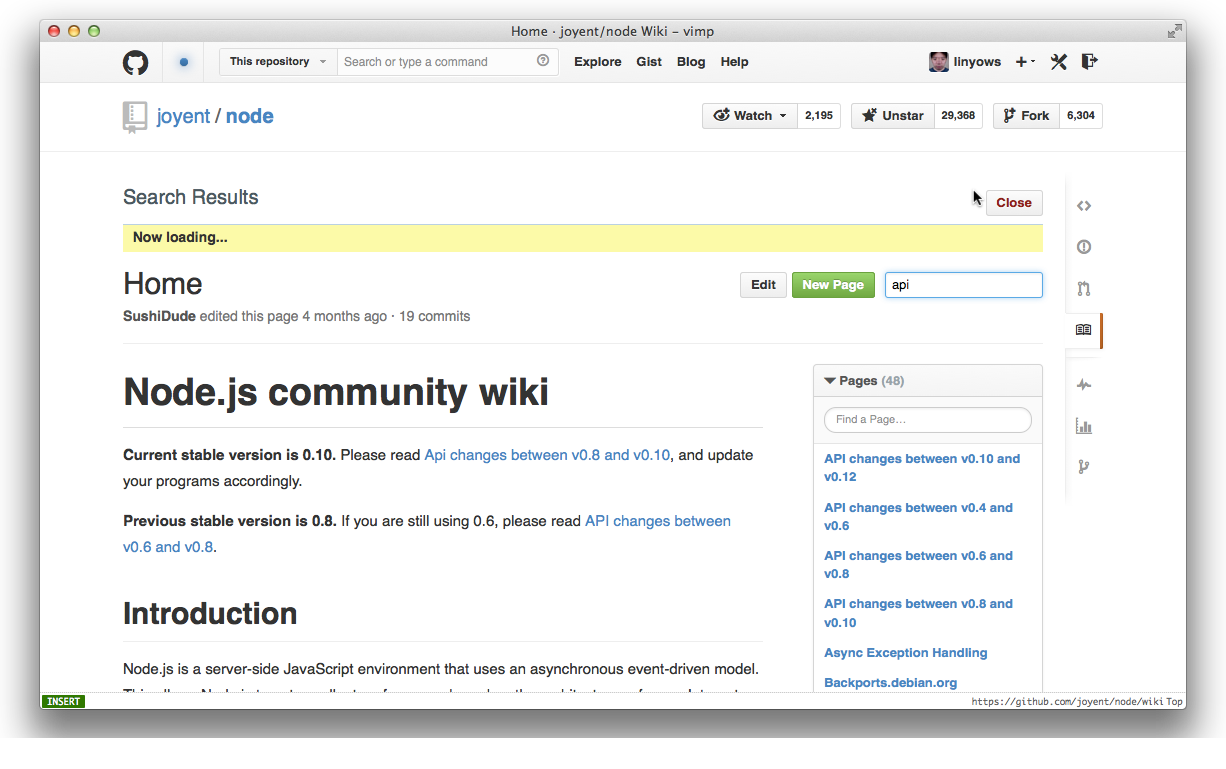 Home · joyent/node Wiki – vimp
This repository Search or type a command Explore Gist Blog Help linyows
joyent / node Watch 2,195 Unstar 29,368 Fork 6,304
Search Results Close
Now loading...
Home Edit New Page api
SushiDude edited this page 4 months ago · 19 commits
Node.js community wiki
Current stable version is 0.10. Please read Api changes between v0.8 and v0.10, and update
your programs accordingly.
Previous stable version is 0.8. If you are still using 0.6, please read API changes between
v0.6 and v0.8.
Introduction
Node.js is a server-side JavaScript environment that uses an asynchronous event-driven model.
Pages (48)
Find a Page…
API changes between v0.10 and
v0.12
API changes between v0.4 and
v0.6
API changes between v0.6 and
v0.8
API changes between v0.8 and
v0.10
Async Exception Handling
Backports.debian.org
INSERT https://github.com/joyent/node/wiki Top